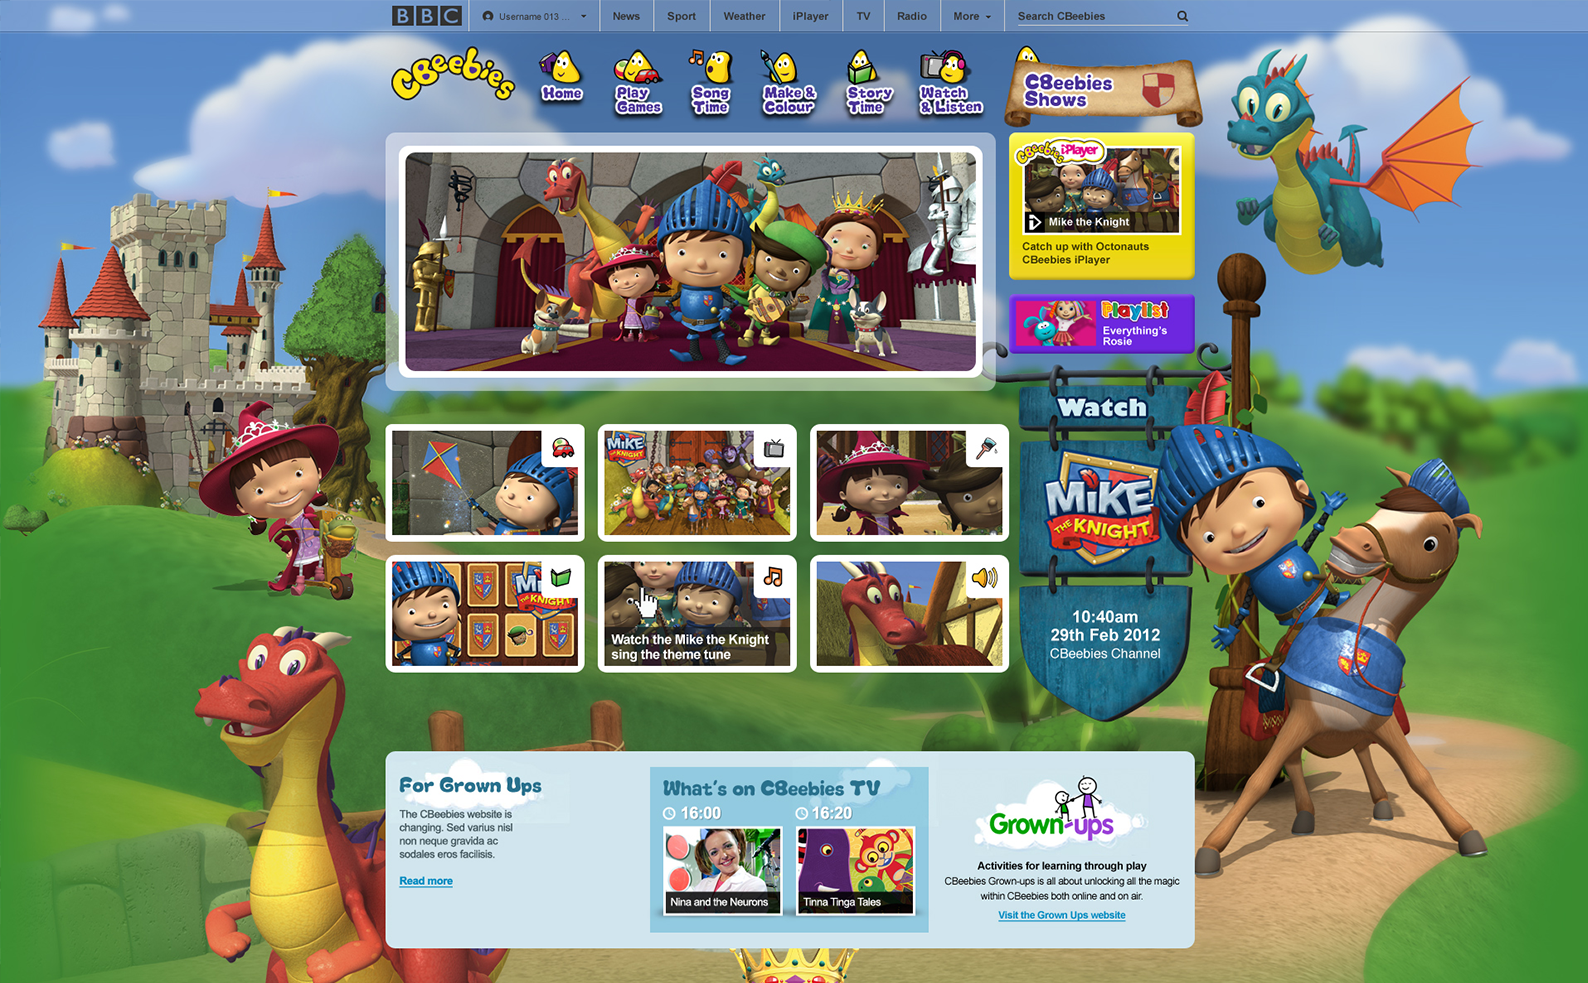 BBC
Username 013 ...
News
Sport
Weather
iPlayer
TV
Radio
More
Search CBeebies
CBeebies
Home
Play
Games
Song
Time
Make &
Colour
Story
Time
Watch
& Listen
CBeebies
Shows
CBeebies iPlayer
Mike the Knight
Catch up with Octonauts
CBeebies iPlayer
Playlist
Everything's
Rosie
Watch
MIKE
THE KNIGHT
10:40am
29th Feb 2012
CBeebies Channel
MIKE
THE KNIGHT
MIKE
THE KNIGHT
Watch the Mike the Knight
sing the theme tune
For Grown Ups
The CBeebies website is
changing. Sed varius nisl
non neque gravida ac
sodales eros facilisis.
Read more
What's on CBeebies TV
16:00
16:20
Nina and the Neurons
Tinna Tinga Tales
Grown-ups
Activities for learning through play
CBeebies Grown-ups is all about unlocking all the magic
within CBeebies both online and on air.
Visit the Grown Ups website